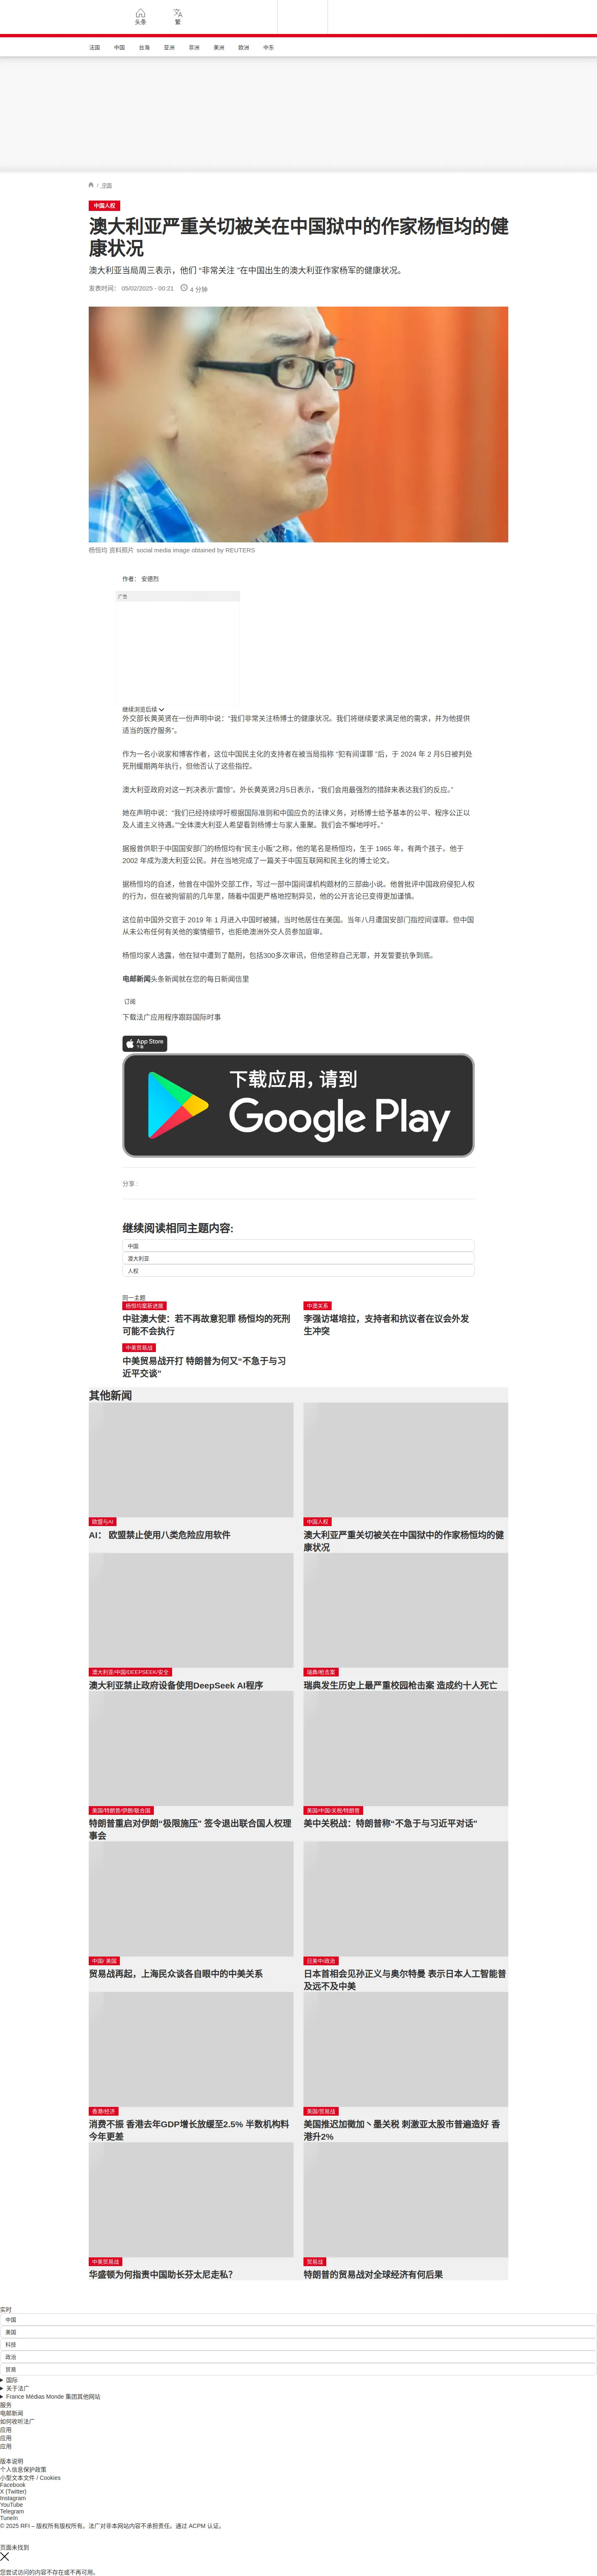 头条
繁
法国 中国 台海 亚洲 非洲 美洲 欧洲 中东
/ 中国
中国人权
澳大利亚严重关切被关在中国狱中的作家杨恒均的健
康状况
澳大利亚当局周三表示，他们 “非常关注 ”在中国出生的澳大利亚作家杨军的健康状况。
发表时间： 05/02/2025 - 00:21 4 分钟
杨恒均 资料照片 social media image obtained by REUTERS
作者： 安德烈
广告
继续浏览后续
外交部长黄英贤在一份声明中说：“我们非常关注杨博士的健康状况。我们将继续要求满足他的需求，并为他提供
适当的医疗服务”。
作为一名小说家和博客作者，这位中国民主化的支持者在被当局指称 “犯有间谍罪 ”后，于 2024 年 2 月5日被判处
死刑缓期两年执行，但他否认了这些指控。
澳大利亚政府对这一判决表示“震惊”。外长黄英贤2月5日表示，“我们会用最强烈的措辞来表达我们的反应。”
她在声明中说：“我们已经持续呼吁根据国际准则和中国应负的法律义务，对杨博士给予基本的公平、程序公正以
及人道主义待遇。”“全体澳大利亚人希望看到杨博士与家人重聚。我们会不懈地呼吁。”
据报曾供职于中国国安部门的杨恒均有“民主小贩”之称，他的笔名是杨恒均，生于 1965 年，有两个孩子。他于
2002 年成为澳大利亚公民。并在当地完成了一篇关于中国互联网和民主化的博士论文。
据杨恒均的自述，他曾在中国外交部工作，写过一部中国间谍机构题材的三部曲小说。他曾批评中国政府侵犯人权
的行为，但在被拘留前的几年里，随着中国更严格地控制异见，他的公开言论已变得更加谨慎。
这位前中国外交官于 2019 年 1 月进入中国时被捕，当时他居住在美国。当年八月遭国安部门指控间谍罪。但中国
从未公布任何有关他的案情细节，也拒绝澳洲外交人员参加庭审。
杨恒均家人透露，他在狱中遭到了酷刑，包括300多次审讯，但他坚称自己无罪，并发誓要抗争到底。
电邮新闻头条新闻就在您的每日新闻信里
订阅
下载法广应用程序跟踪国际时事
App Store
下载
下载应用，请到
Google Play
分享 :
继续阅读相同主题内容:
中国
澳大利亚
人权
同一主题
杨恒均案新进展
中驻澳大使：若不再故意犯罪 杨恒均的死刑
可能不会执行
中澳关系
李强访堪培拉，支持者和抗议者在议会外发
生冲突
中美贸易战
中美贸易战开打 特朗普为何又“不急于与习
近平交谈”
其他新闻
欧盟与AI
AI： 欧盟禁止使用八类危险应用软件
中国人权
澳大利亚严重关切被关在中国狱中的作家杨恒均的健
康状况
澳大利亚/中国/DEEPSEEK/安全
澳大利亚禁止政府设备使用DeepSeek AI程序
瑞典/枪击案
瑞典发生历史上最严重校园枪击案 造成约十人死亡
美国/特朗普/伊朗/联合国
特朗普重启对伊朗"极限施压" 签令退出联合国人权理
事会
美国/中国/关税/特朗普
美中关税战：特朗普称“不急于与习近平对话”
中国/ 美国
贸易战再起，上海民众谈各自眼中的中美关系
日美中/政治
日本首相会见孙正义与奥尔特曼 表示日本人工智能普
及远不及中美
香港/经济
消费不振 香港去年GDP增长放缓至2.5% 半数机构料
今年更差
美国/贸易战
美国推迟加徵加丶墨关税 刺激亚太股市普遍造好 香
港升2%
中美贸易战
华盛顿为何指责中国助长芬太尼走私？
贸易战
特朗普的贸易战对全球经济有何后果
实时
中国
美国
科技
政治
贸易
国际
关于法广
France Médias Monde 集团其他网站
服务
电邮新闻
如何收听法广
应用
应用
应用
版本说明
个人信息保护政策
小型文本文件 / Cookies
Facebook
X (Twitter)
Instagram
YouTube
Telegram
TuneIn
© 2025 RFI – 版权所有版权所有。法广对非本网站内容不承担责任。通过 ACPM 认证。
页面未找到
您尝试访问的内容不存在或不再可用。